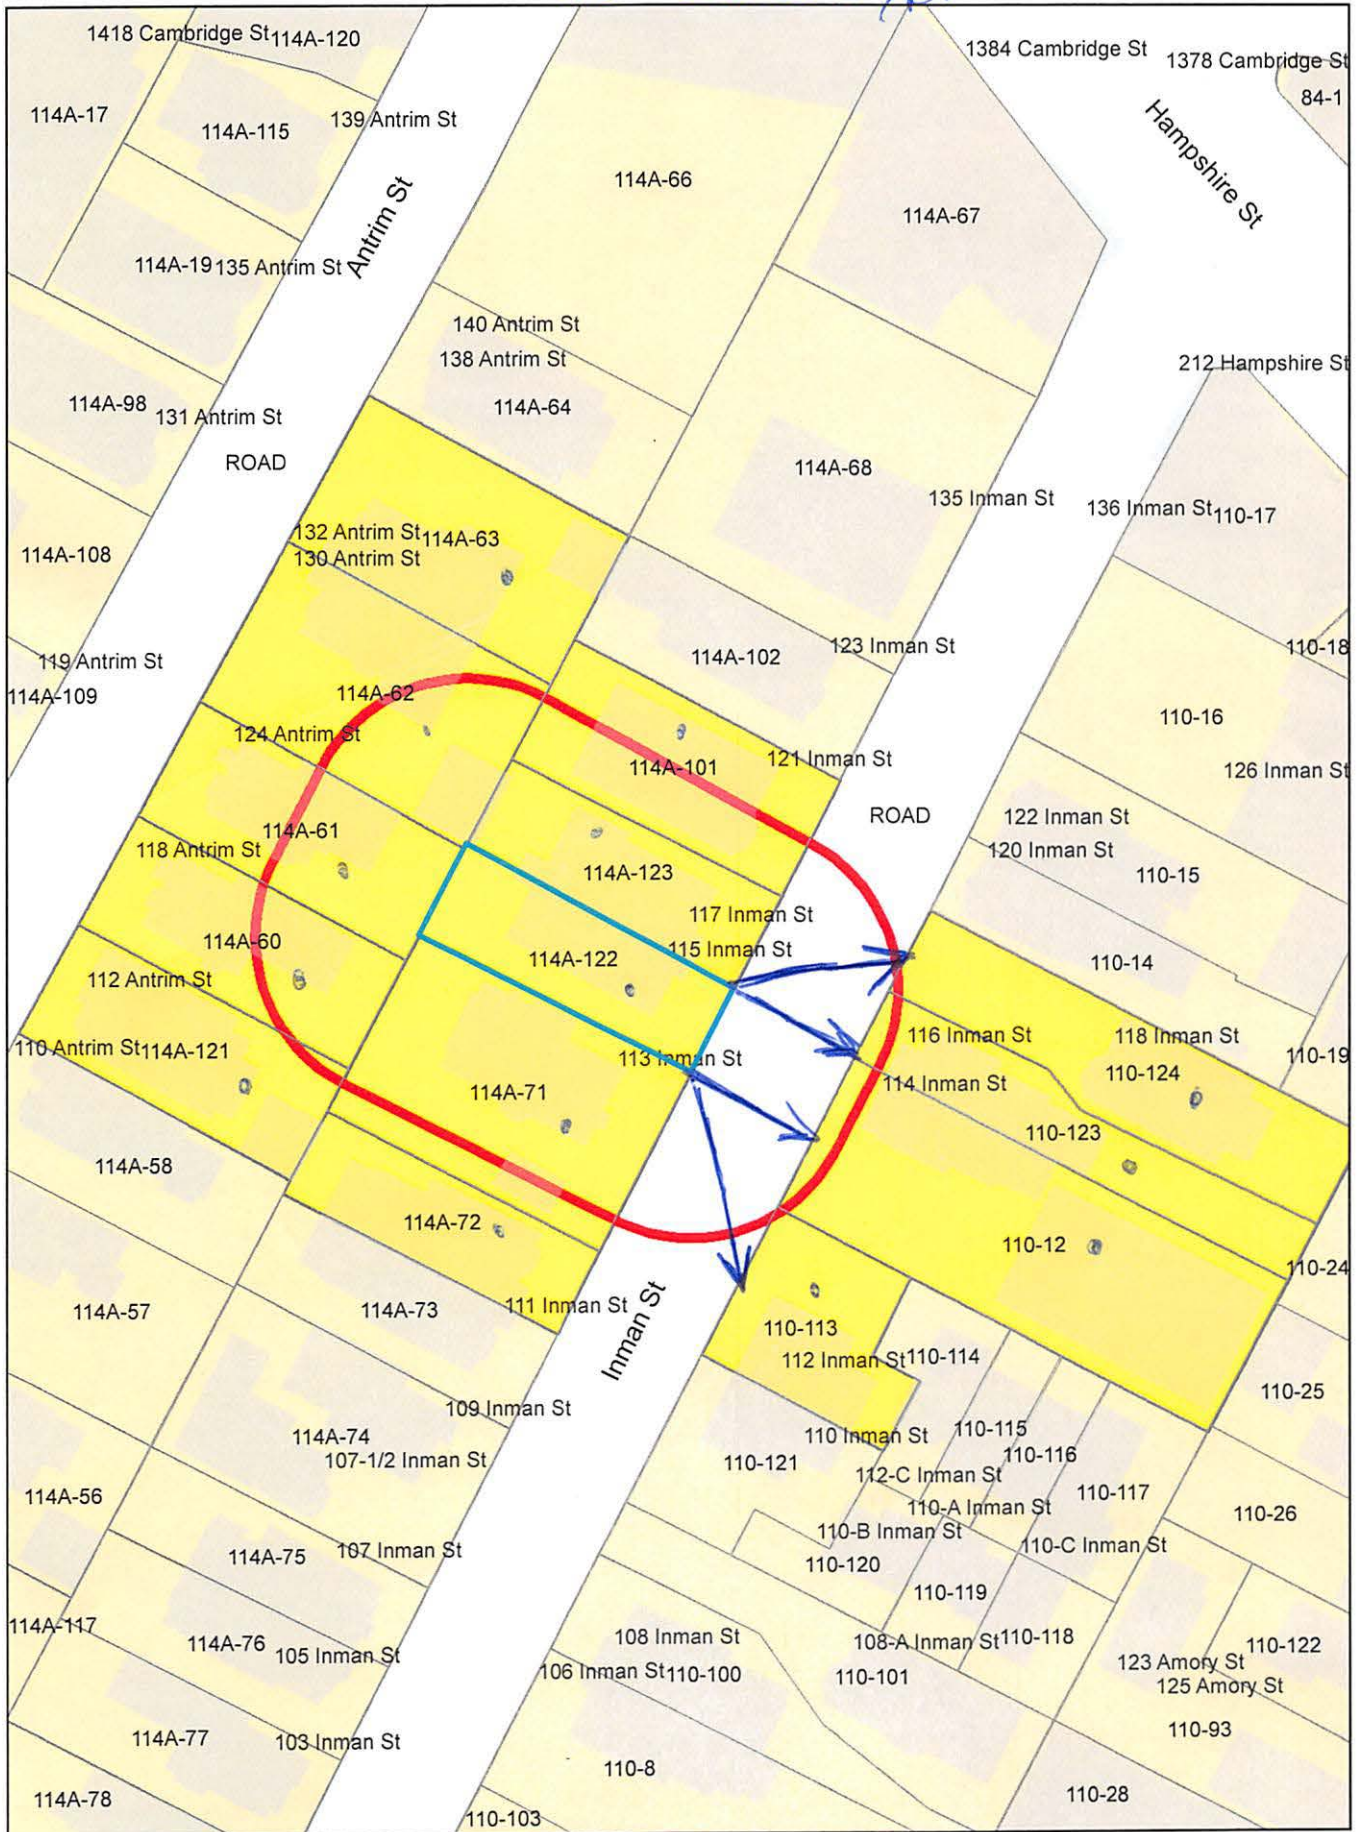 1418 Cambridge St 114A-120
1384 Cambridge St
1378 Cambridge St
84-1
114A-17
114A-115
139 Antrim St
Hampshire St
114A-66
114A-67
Antrim St
114A-19 135 Antrim St
140 Antrim St
138 Antrim St
114A-64
212 Hampshire St
114A-98
131 Antrim St
ROAD
114A-68
135 Inman St
136 Inman St 110-17
132 Antrim St 114A-63
130 Antrim St
114A-108
119 Antrim St
114A-109
114A-102
123 Inman St
110-18
114A-62
110-16
124 Antrim St
114A-101
121 Inman St
126 Inman St
ROAD
122 Inman St
120 Inman St
114A-61
118 Antrim St
114A-123
110-15
117 Inman St
115 Inman St
114A-60
114A-122
110-14
112 Antrim St
116 Inman St
118 Inman St
110 Antrim St 114A-121
113 Inman St
110-19
114 Inman St
110-124
114A-71
110-123
114A-58
114A-72
110-12
110-24
114A-57
114A-73
111 Inman St
Inman St
110-113
112 Inman St 110-114
110-25
109 Inman St
114A-74
107-1/2 Inman St
110 Inman St
110-115
110-116
110-121
112-C Inman St
110-117
114A-56
110-A Inman St
110-26
110-B Inman St
110-C Inman St
114A-75
107 Inman St
110-120
110-119
114A-117
114A-76
105 Inman St
108 Inman St
108-A Inman St 110-118
110-122
106 Inman St 110-100
110-101
123 Amory St
125 Amory St
110-93
114A-77
103 Inman St
110-8
114A-78
110-28
110-103